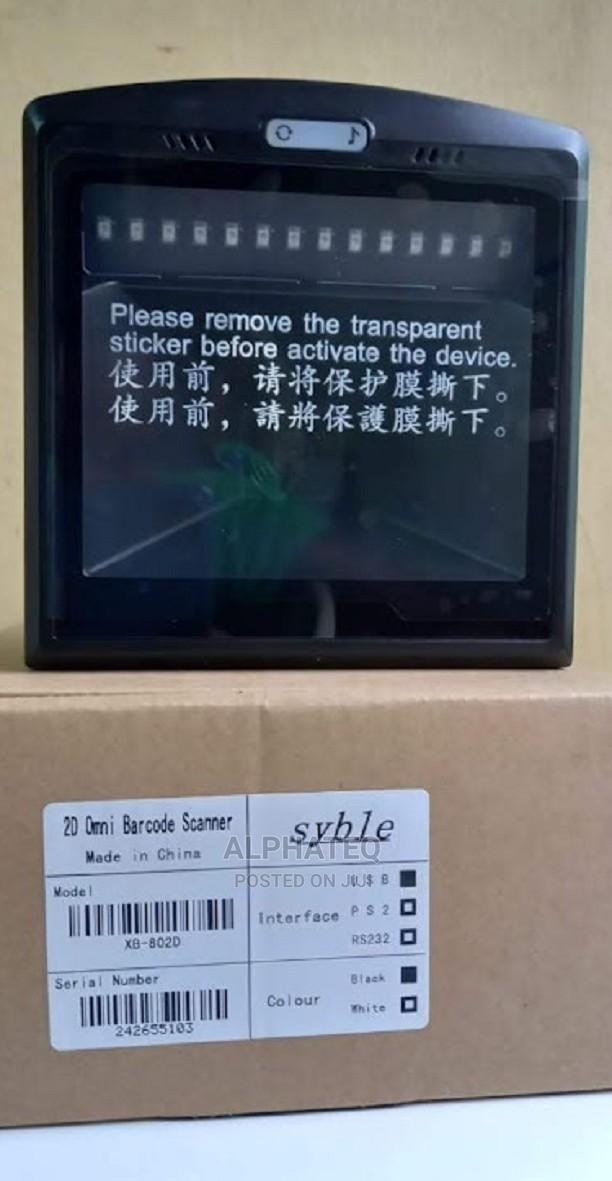 Please remove the transparent
sticker before activate the device.
使用前，请将保护膜撕下。
使用前，請將保護膜撕下。
2D Omni Barcode Scanner
Made in China
syble
ALPHATEQ
POSTED ON JIJI
Model
XB-802D
Interface
USB
PS2
RS232
Serial Number
242655103
Colour
Black
White